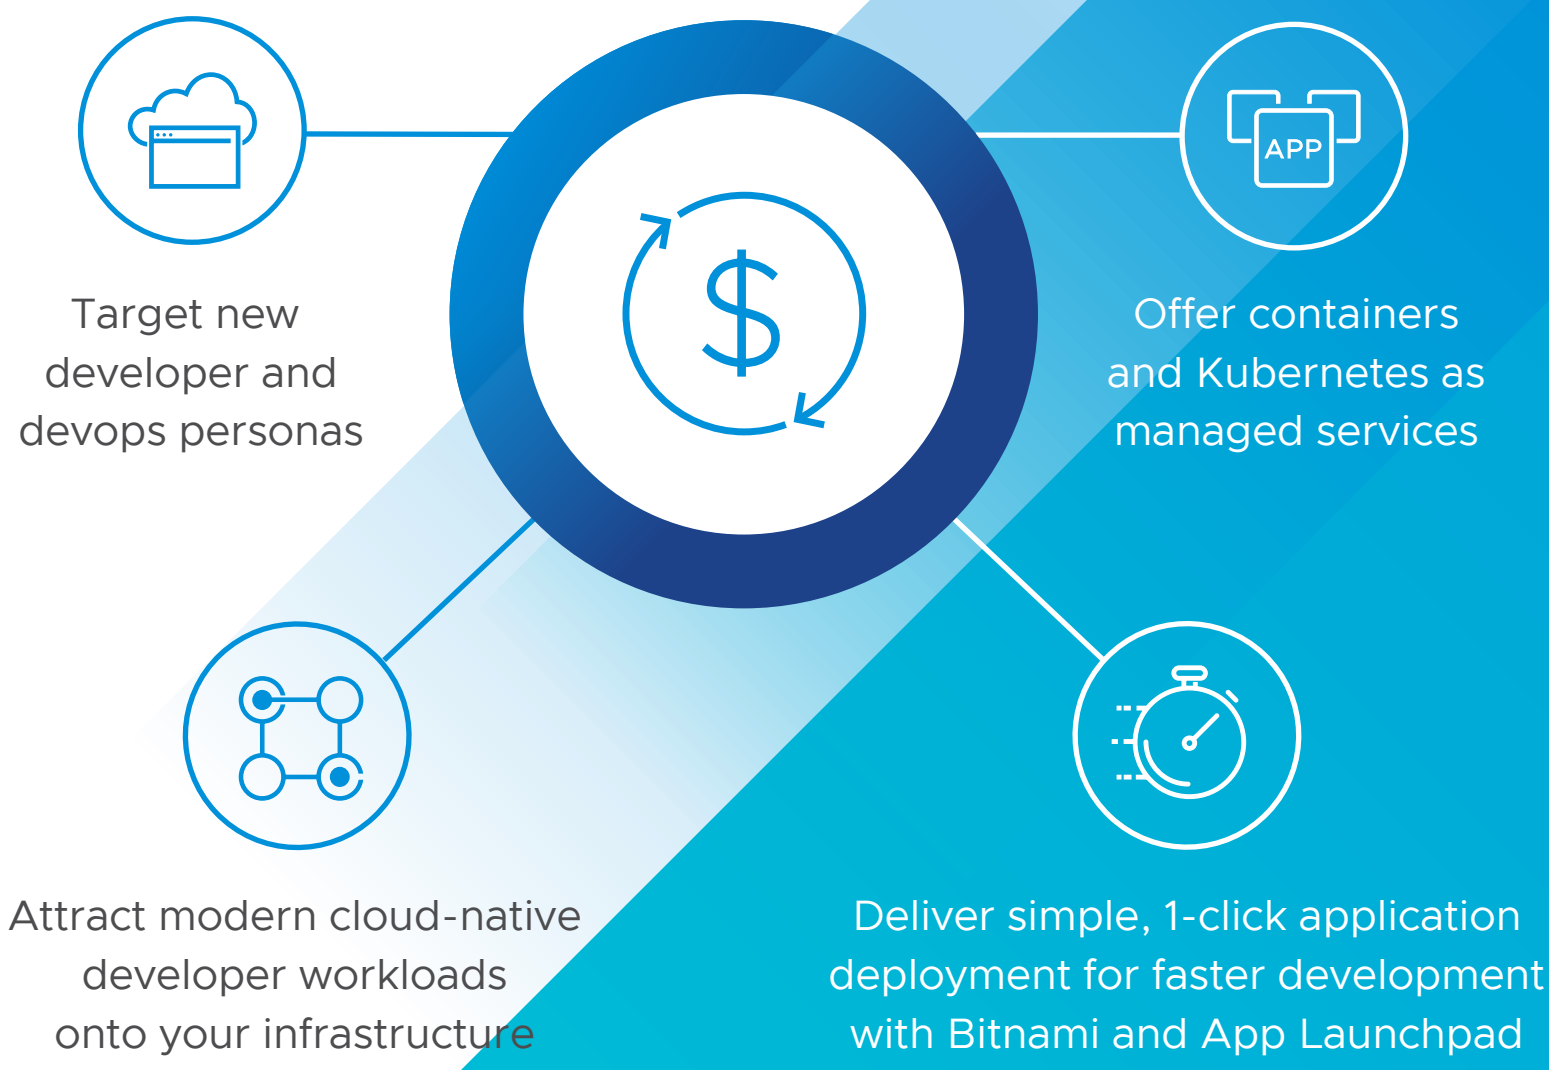 APP
$
Target new
developer and
devops personas
Offer containers
and Kubernetes as
managed services
Attract modern cloud-native
developer workloads
onto your infrastructure
Deliver simple, 1-click application
deployment for faster development
with Bitnami and App Launchpad